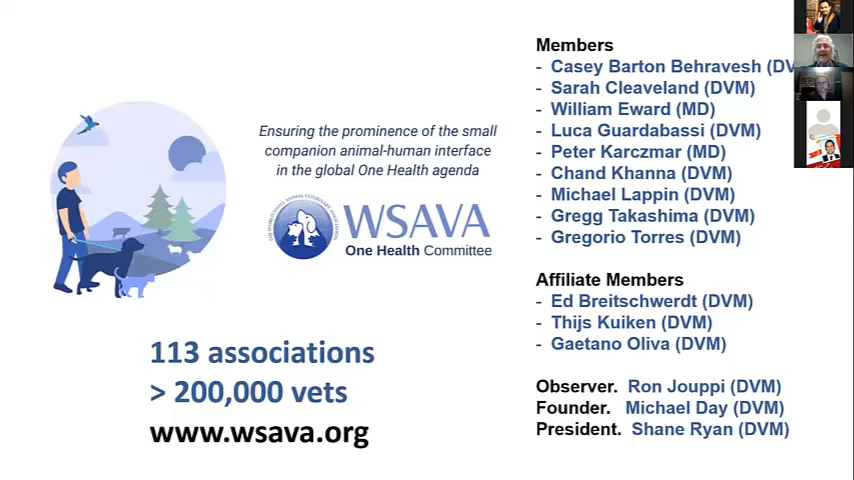 Ensuring the prominence of the small
companion animal-human interface
in the global One Health agenda
WSAVA
One Health Committee
113 associations
> 200,000 vets
www.wsava.org
Members
- Casey Barton Behravesh (DV
- Sarah Cleaveland (DVM)
- William Eward (MD)
- Luca Guardabassi (DVM)
- Peter Karczmar (MD)
- Chand Khanna (DVM)
- Michael Lappin (DVM)
- Gregg Takashima (DVM)
- Gregorio Torres (DVM)
Affiliate Members
- Ed Breitschwerdt (DVM)
- Thijs Kuiken (DVM)
- Gaetano Oliva (DVM)
Observer. Ron Jouppi (DVM)
Founder. Michael Day (DVM)
President. Shane Ryan (DVM)